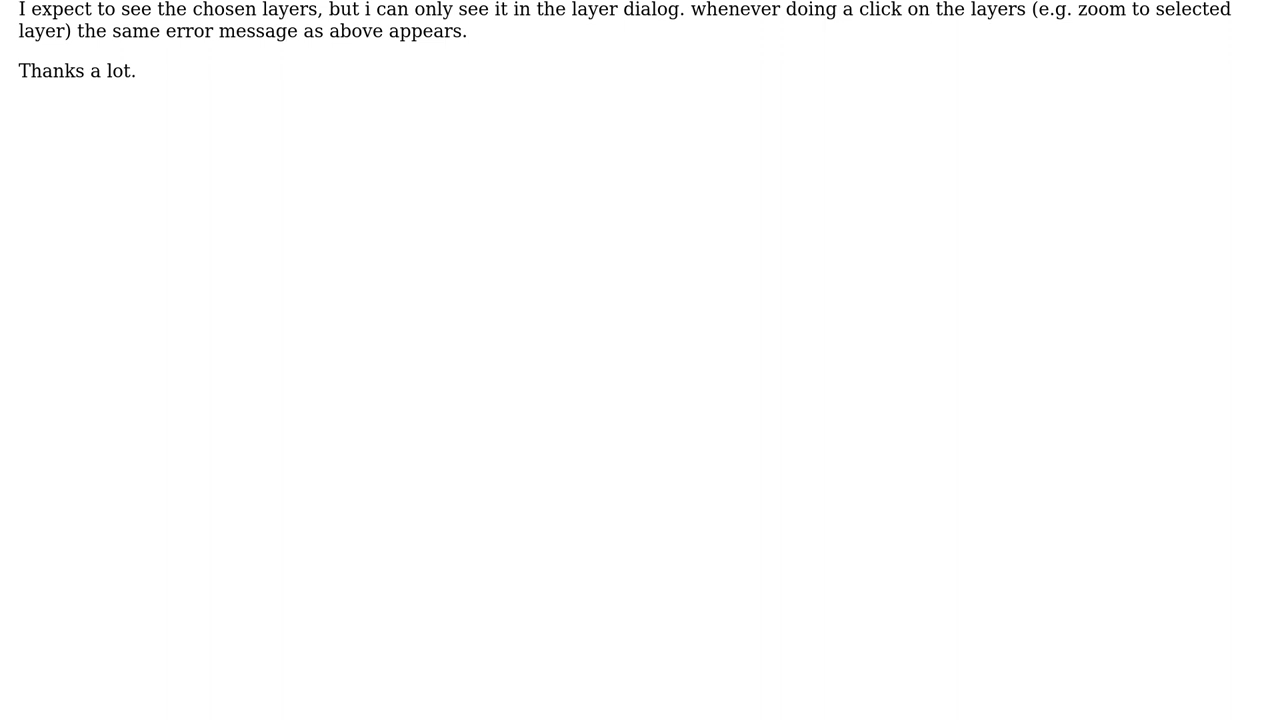 I expect to see the chosen layers, but i can only see it in the layer dialog. whenever doing a click on the layers (e.g. zoom to selected
layer) the same error message as above appears.
Thanks a lot.